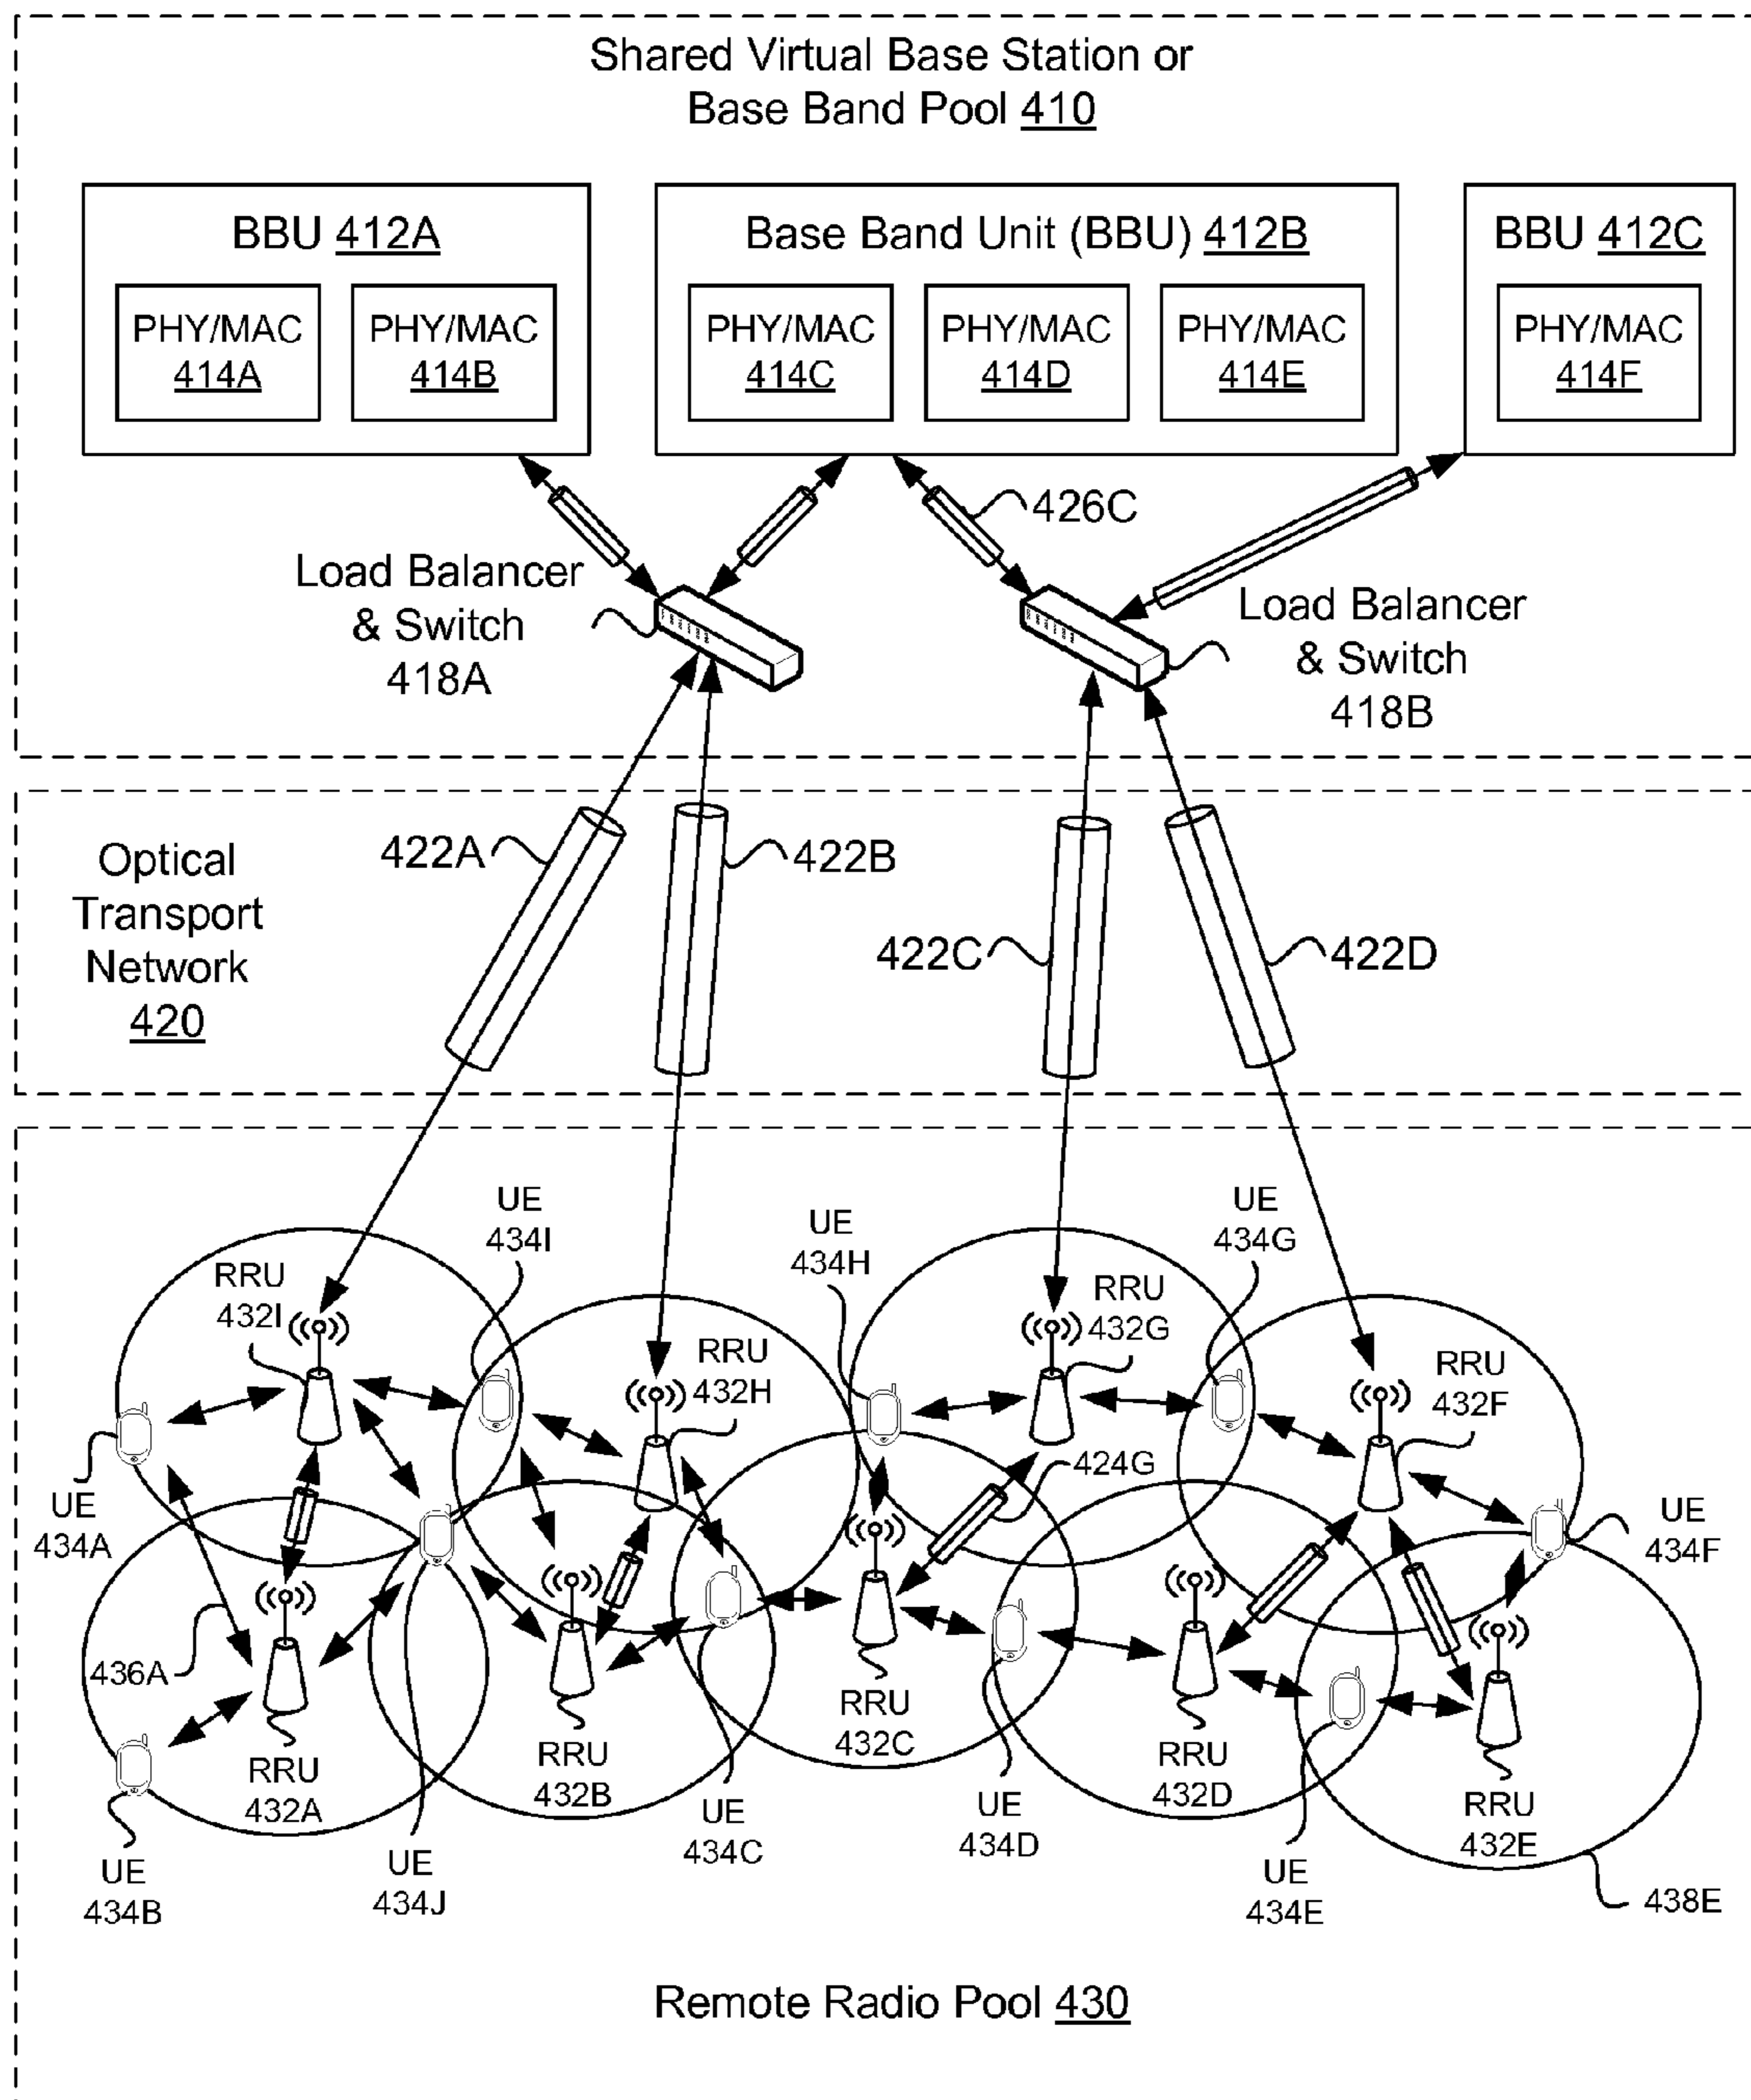 Shared Virtual Base Station or
Base Band Pool 410
BBU 412A
PHY/MAC
414A
PHY/MAC
414B
Base Band Unit (BBU) 412B
PHY/MAC
414C
PHY/MAC
414D
PHY/MAC
414E
BBU 412C
PHY/MAC
414F
426C
Load Balancer
& Switch
418A
Load Balancer
& Switch
418B
Optical
Transport
Network
420
422A
422B
422C
422D
UE
434I
UE
434H
UE
434G
RRU
432I
RRU
432H
RRU
432G
RRU
432F
424G
UE
434A
UE
434F
436A
RRU
432A
RRU
432B
RRU
432C
RRU
432D
RRU
432E
UE
434B
UE
434J
UE
434C
UE
434D
UE
434E
438E
Remote Radio Pool 430